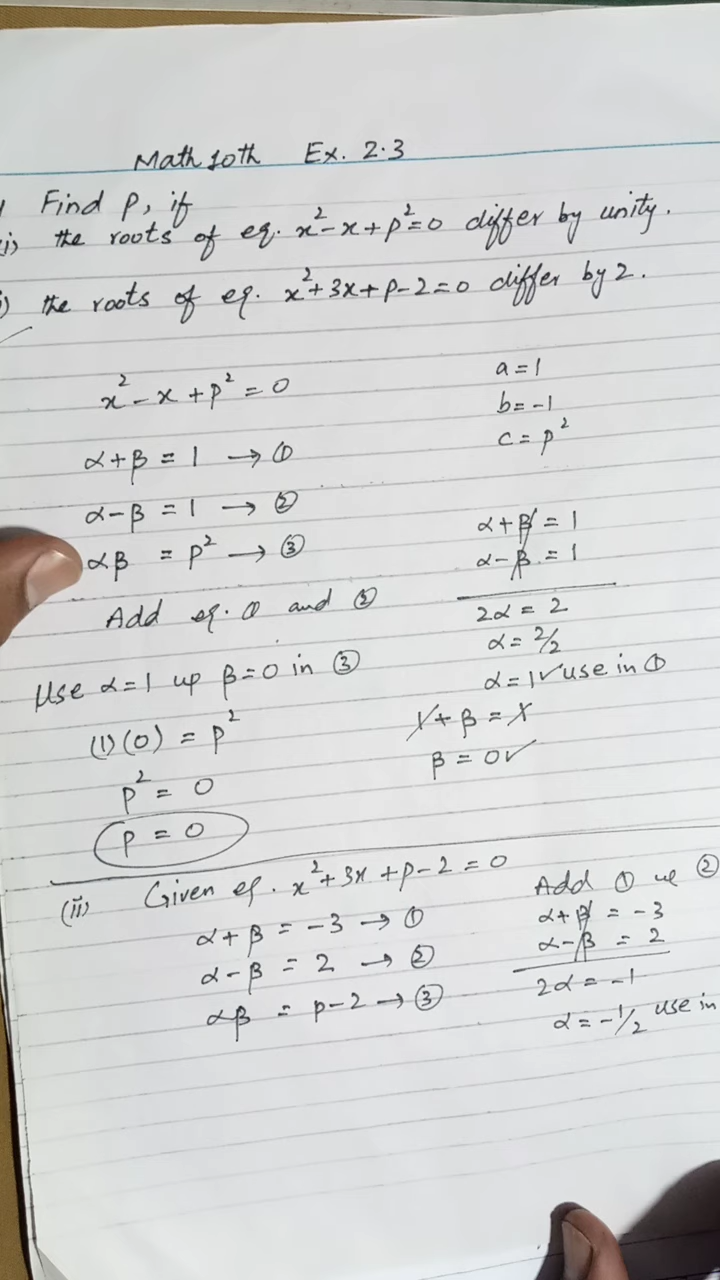 Math 10th Ex. 2.3
Find P, if
(i) the roots of eq. x² - x + p² = 0 differ by unity.
) the roots of eq. x² + 3x + p - 2 = 0 differ by 2.
x² - x + p² = 0
a = 1
b = -1
c = p²
α + β = 1 → ①
α - β = 1 → ②
αβ = p² → ③
Add eq. ① and ②
α + β = 1
α - β = 1
2α = 2
α = 2/2
α = 1 ✓ use in ①
1 + β = 1
β = 0 ✓
Use α = 1 β = 0 in ③
(1)(0) = p²
p² = 0
p = 0
(ii) Given eq. x² + 3x + p - 2 = 0
α + β = -3 → ①
α - β = 2 → ②
αβ = p - 2 → ③
Add ① ②
α + β = -3
α - β = 2
2α = -1
α = -1/2 use in